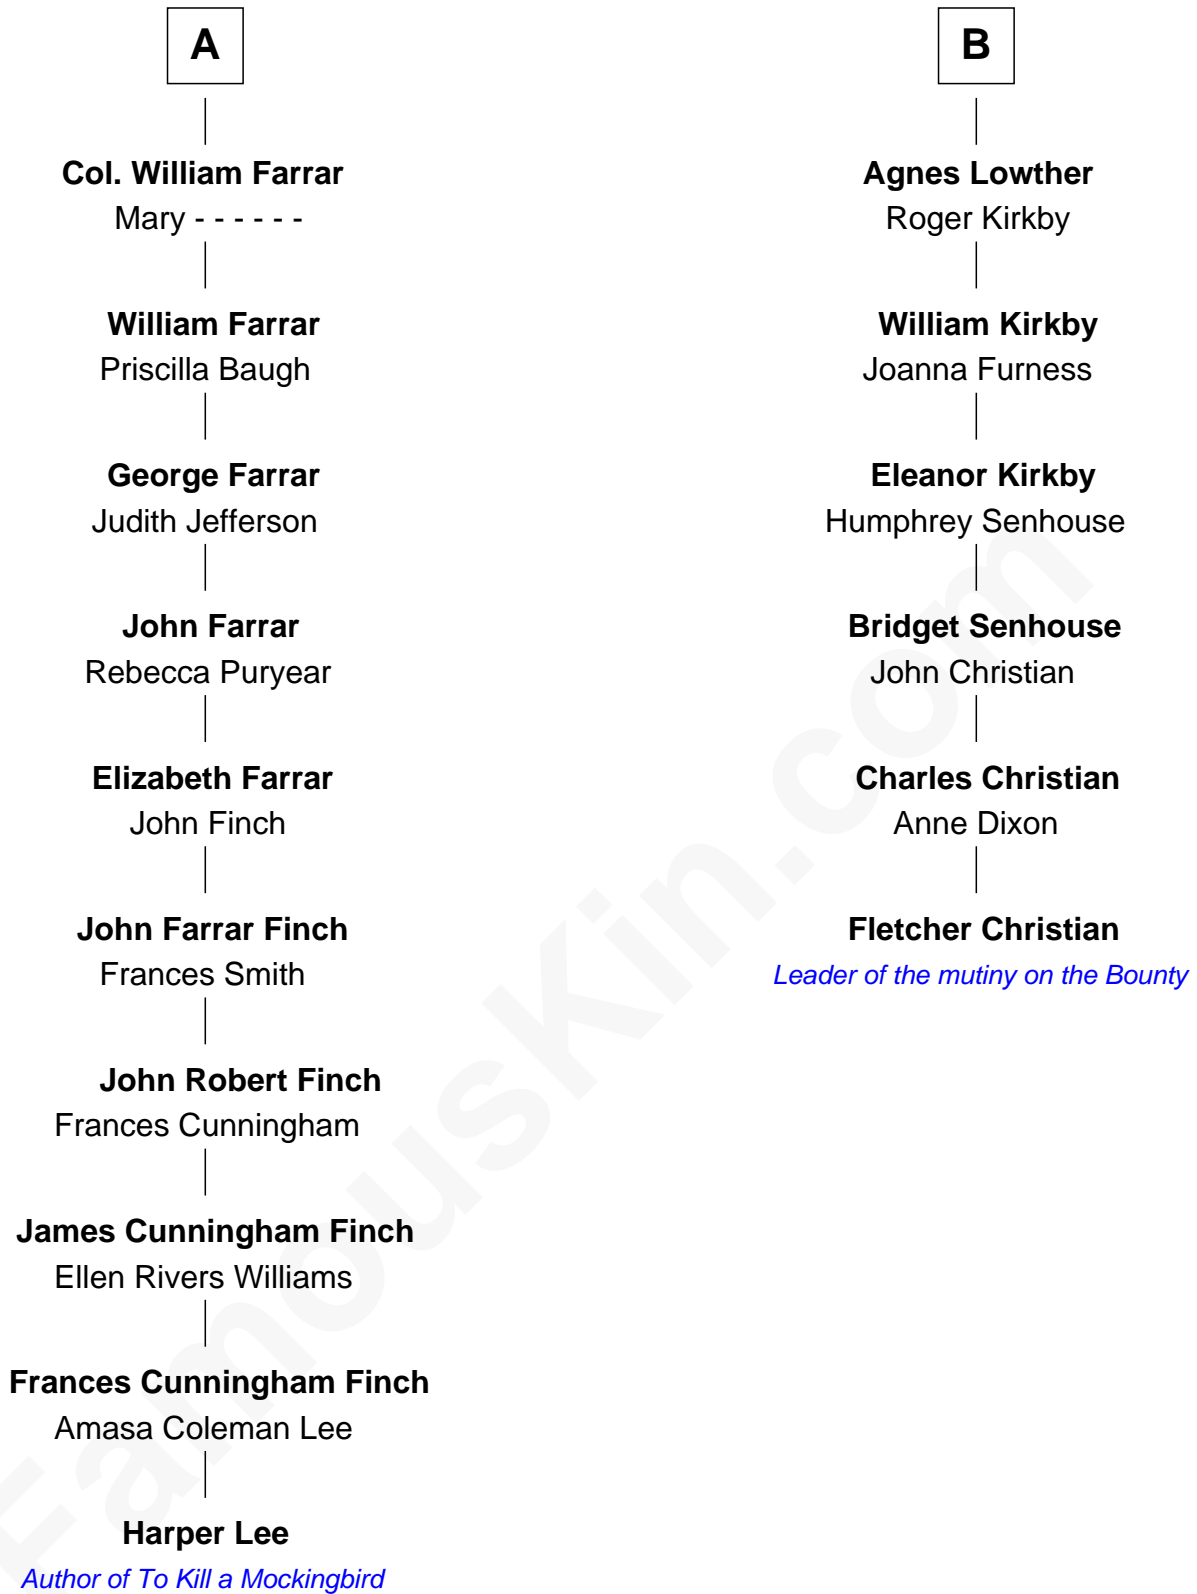 A
Col. William Farrar
Mary - - - - - -
William Farrar
Priscilla Baugh
George Farrar
Judith Jefferson
John Farrar
Rebecca Puryear
Elizabeth Farrar
John Finch
John Farrar Finch
Frances Smith
John Robert Finch
Frances Cunningham
James Cunningham Finch
Ellen Rivers Williams
Frances Cunningham Finch
Amasa Coleman Lee
Harper Lee
Author of To Kill a Mockingbird
B
Agnes Lowther
Roger Kirkby
William Kirkby
Joanna Furness
Eleanor Kirkby
Humphrey Senhouse
Bridget Senhouse
John Christian
Charles Christian
Anne Dixon
Fletcher Christian
Leader of the mutiny on the Bounty
FamousKin.com